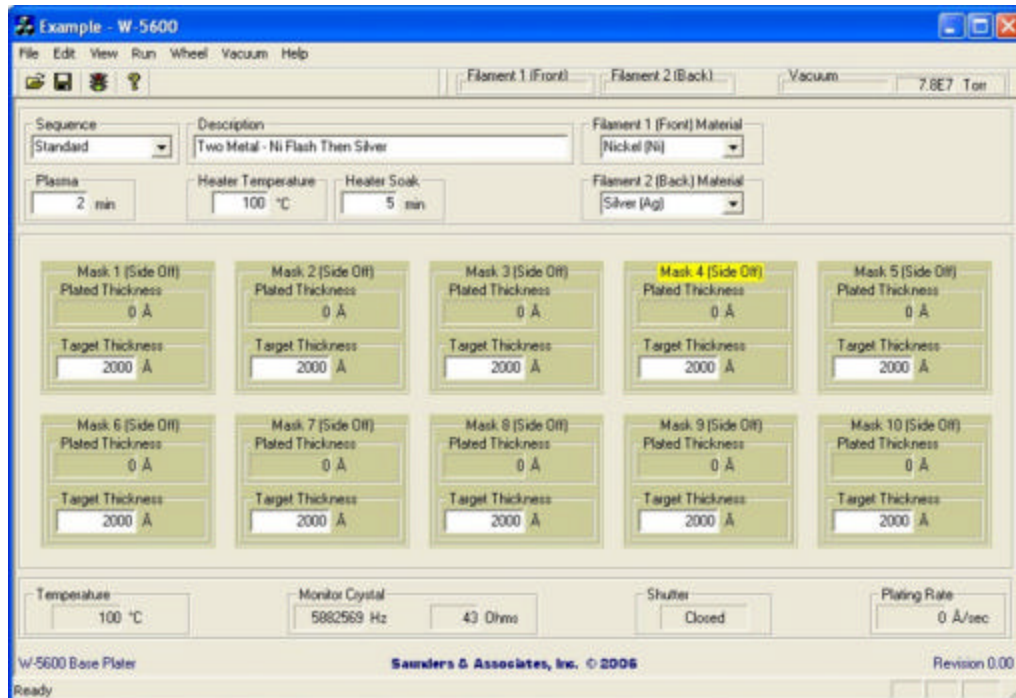 Example - W-5600
File Edit View Run Wheel Vacuum Help
Filament 1 (Front) Filament 2 (Back) Vacuum
7.8E7 Torr
Sequence Description Filament 1 (Front) Material
Standard Two Metal - Ni Flash Then Silver Nickel (Ni)
Plasma Heater Temperature Heater Soak Filament 2 (Back) Material
2 min 100 °C 5 min Silver (Ag)
Mask 1 (Side Off) Mask 2 (Side Off) Mask 3 (Side Off) Mask 4 (Side Off) Mask 5 (Side Off)
Plated Thickness Plated Thickness Plated Thickness Plated Thickness Plated Thickness
0 Å 0 Å 0 Å 0 Å 0 Å
Target Thickness Target Thickness Target Thickness Target Thickness Target Thickness
2000 Å 2000 Å 2000 Å 2000 Å 2000 Å
Mask 6 (Side Off) Mask 7 (Side Off) Mask 8 (Side Off) Mask 9 (Side Off) Mask 10 (Side Off)
Plated Thickness Plated Thickness Plated Thickness Plated Thickness Plated Thickness
0 Å 0 Å 0 Å 0 Å 0 Å
Target Thickness Target Thickness Target Thickness Target Thickness Target Thickness
2000 Å 2000 Å 2000 Å 2000 Å 2000 Å
Temperature Monitor Crystal Shutter Plating Rate
100 °C 5882569 Hz 43 Ohms Closed 0 Å/sec
W-5600 Base Plater Saunders & Associates, Inc. © 2006 Revision 0.00
Ready